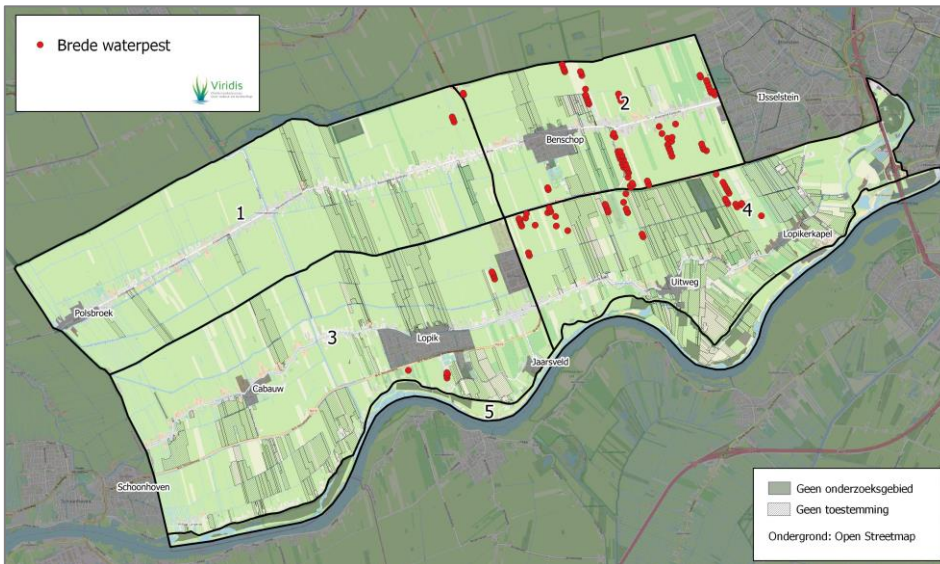 Brede waterpest
Viridis
IJsselstein
2
Benschop
1
4
Lopikerkapel
Uitweg
Polsbroek
3
Lopik
Jaarsveld
Cabauw
5
Schoonhoven
Geen onderzoeksgebied
Geen toestemming
Ondergrond: Open Streetmap